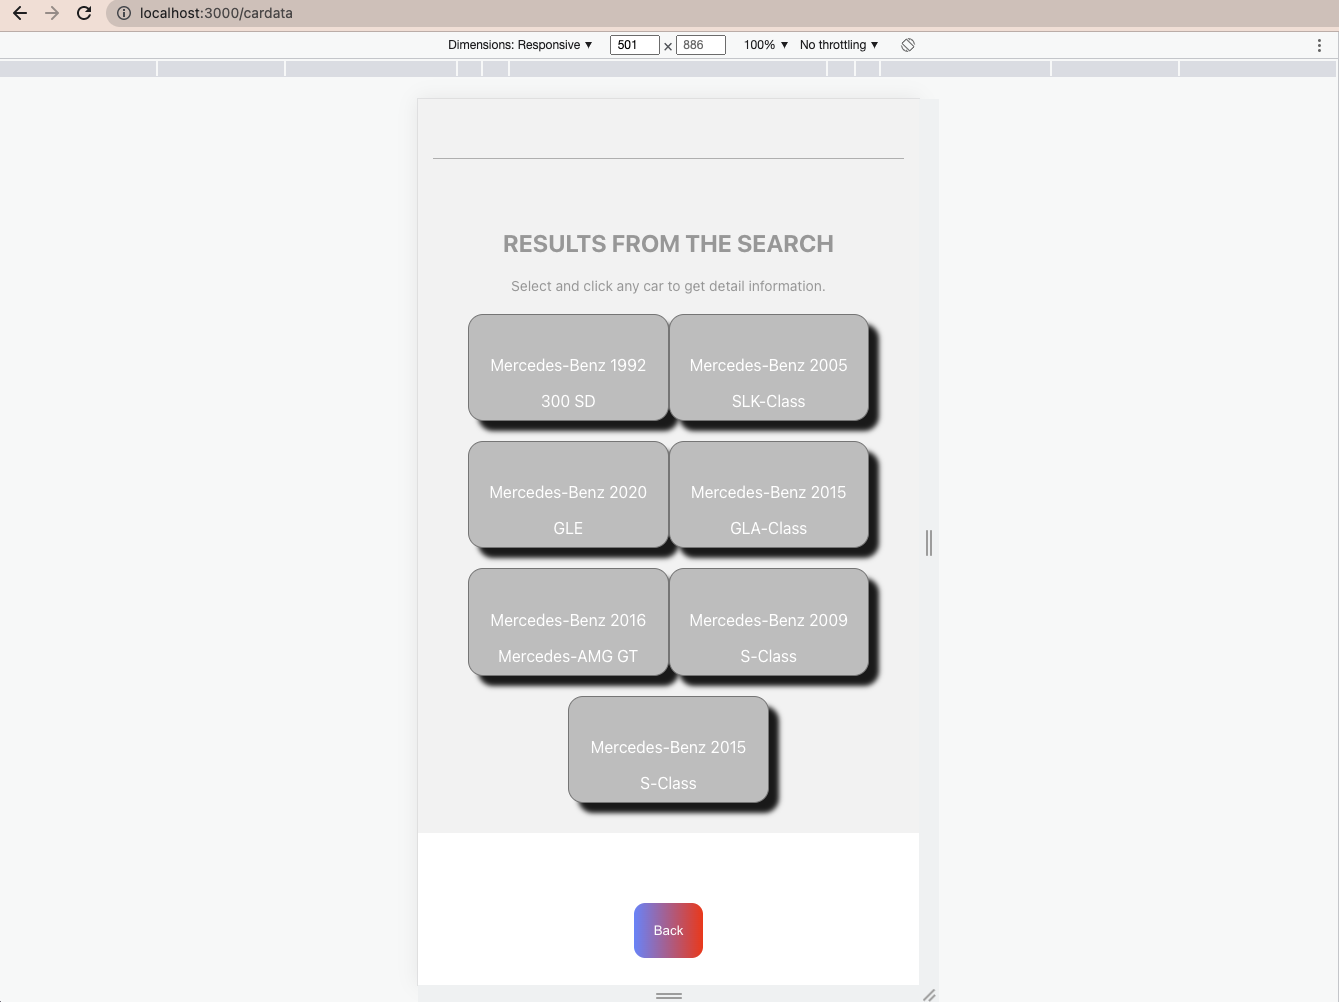 localhost:3000/cardata
Dimensions: Responsive ▼ 501 × 886 100% ▼ No throttling ▼
RESULTS FROM THE SEARCH
Select and click any car to get detail information.
Mercedes-Benz 1992
300 SD
Mercedes-Benz 2005
SLK-Class
Mercedes-Benz 2020
GLE
Mercedes-Benz 2015
GLA-Class
Mercedes-Benz 2016
Mercedes-AMG GT
Mercedes-Benz 2009
S-Class
Mercedes-Benz 2015
S-Class
Back